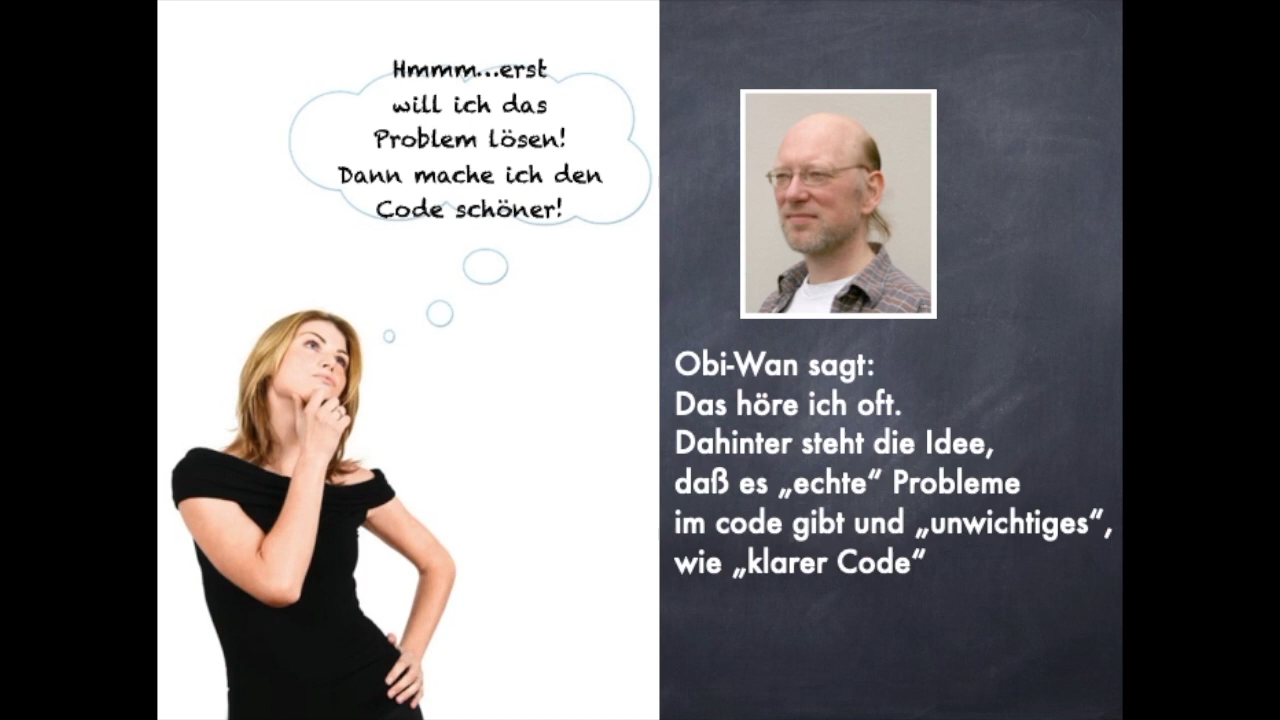 Hmmm...erst
will ich das
Problem lösen!
Dann mache ich den
Code schöner!
Obi-Wan sagt:
Das höre ich oft.
Dahinter steht die Idee,
daß es „echte“ Probleme
im code gibt und „unwichtiges“,
wie „klarer Code“